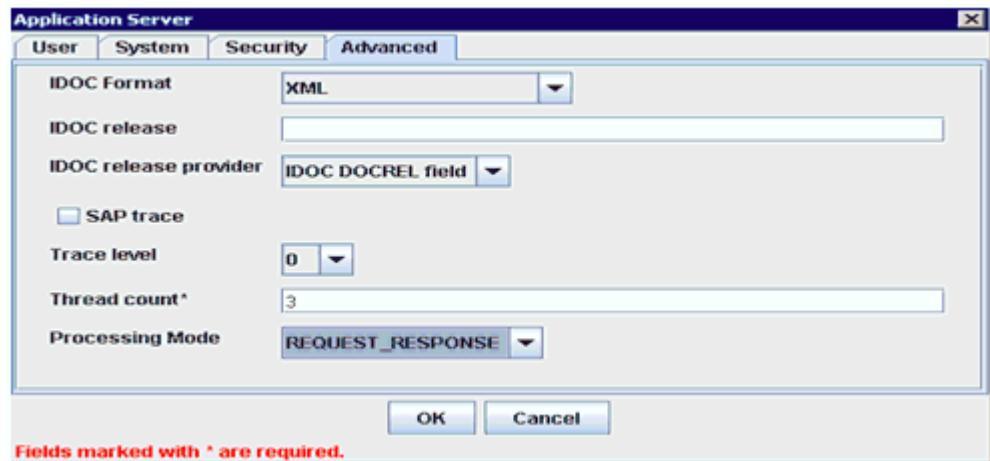 Application Server
User System Security Advanced
IDOC Format XML
IDOC release
IDOC release provider IDOC DOCREL field
SAP trace
Trace level 0
Thread count* 3
Processing Mode REQUEST_RESPONSE
OK Cancel
Fields marked with * are required.